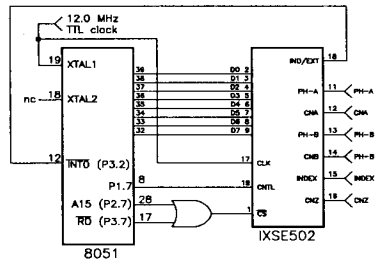 12.0 MHz
TTL clock
19 XTAL1
nc 18 XTAL2
12 INT0 (P3.2)
P1.7 8
A15 (P2.7) 28
RD (P3.7) 17
8051
39 D0 2
38 D1 3
37 D2 4
36 D3 5
35 D4 6
34 D5 7
33 D6 8
32 D7 9
17 CLK
19 CNTL
1 CS
IND/EXT 18
PH-A 11 PH-A
CNA 12 CNA
PH-B 13 PH-B
CNB 14 PH-B
INDEX 15 INDEX
CNZ 16 CNZ
IXSE502